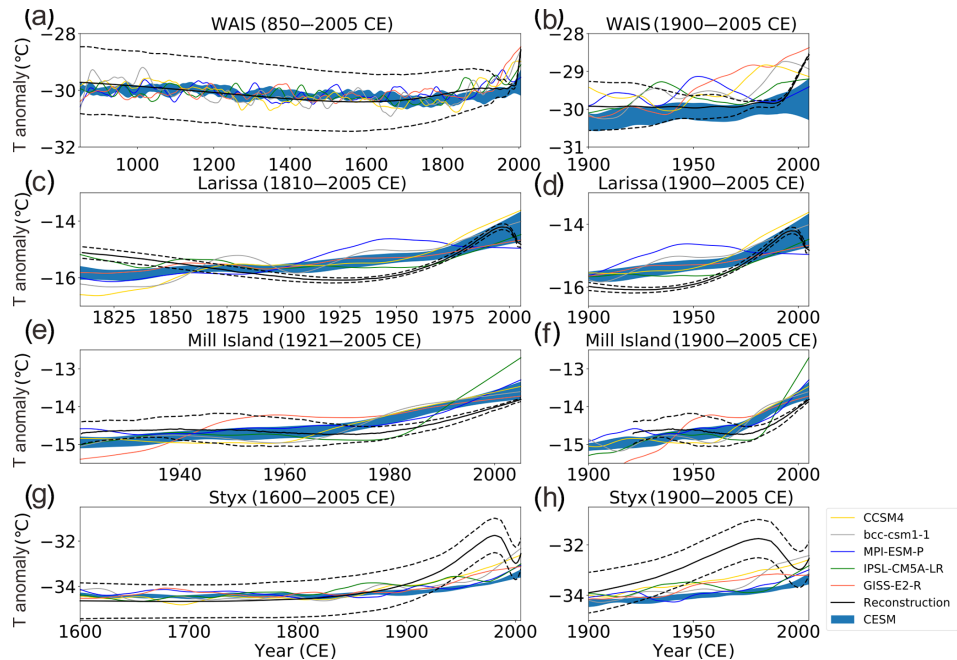 (a) WAIS (850−2005 CE)
(b) WAIS (1900−2005 CE)
T anomaly(°C)
−28
−30
−32
1000 1200 1400 1600 1800 2000
−28
−29
−30
−31
1900 1950 2000
(c) Larissa (1810−2005 CE)
(d) Larissa (1900−2005 CE)
T anomaly(°C)
−14
−16
1825 1850 1875 1900 1925 1950 1975 2000
−14
−16
1900 1950 2000
(e) Mill Island (1921−2005 CE)
(f) Mill Island (1900−2005 CE)
T anomaly(°C)
−13
−14
−15
1940 1960 1980 2000
−13
−14
−15
1900 1950 2000
(g) Styx (1600−2005 CE)
(h) Styx (1900−2005 CE)
T anomaly(°C)
−32
−34
1600 1700 1800 1900 2000
Year (CE)
−32
−34
1900 1950 2000
Year (CE)
CCSM4
bcc-csm1-1
MPI-ESM-P
IPSL-CM5A-LR
GISS-E2-R
Reconstruction
CESM